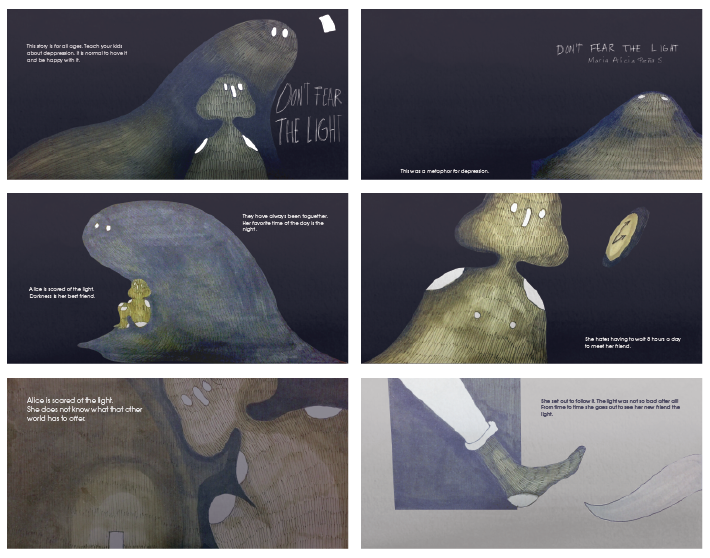 This story is for all ages. Teach your kids
about deppression. It is normal to have it
and be happy with it.
DON'T FEAR
THE LIGHT
DON'T FEAR THE LIGHT
Maria Alicia Peña S
This was a metaphor for depression.
They have always been toguether.
Her favorite time of the day is the
night.
Alice is scared of the light.
Darkness is her best friend.
She hates having to wait 8 hours a day
to meet her friend.
Alice is scared of the light.
She does not know what that other
world has to offer.
She set out to follow it. The light was not so bad after all!
From time to time she goes out to see her new friend the
light.